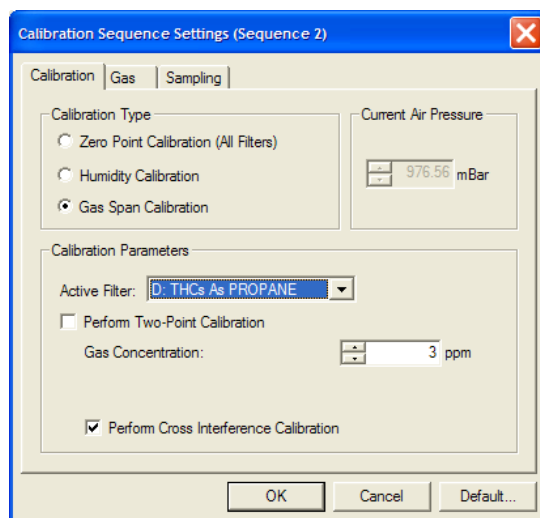 Calibration Sequence Settings (Sequence 2)
Calibration Gas Sampling
Calibration Type
Zero Point Calibration (All Filters)
Humidity Calibration
Gas Span Calibration
Current Air Pressure
976.56 mBar
Calibration Parameters
Active Filter: D: THCs As PROPANE
Perform Two-Point Calibration
Gas Concentration: 3 ppm
Perform Cross Interference Calibration
OK Cancel Default...